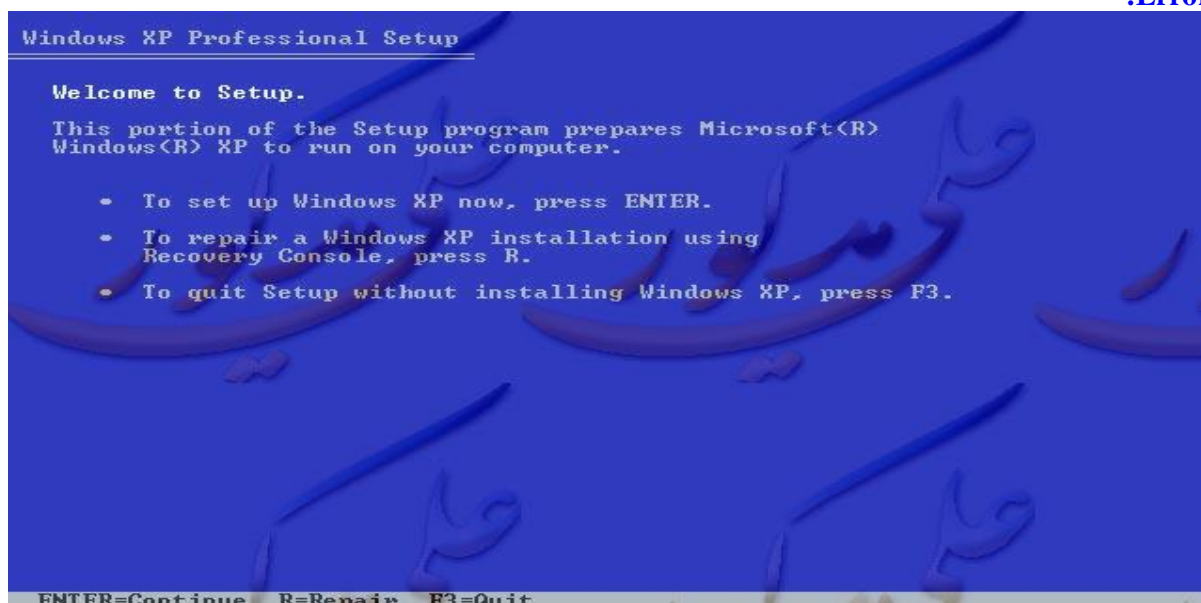 Windows XP Professional Setup
Welcome to Setup.
This portion of the Setup program prepares Microsoft(R)
Windows(R) XP to run on your computer.
• To set up Windows XP now, press ENTER.
• To repair a Windows XP installation using
Recovery Console, press R.
• To quit Setup without installing Windows XP, press F3.
ENTER=Continue R=Repair F3=Quit